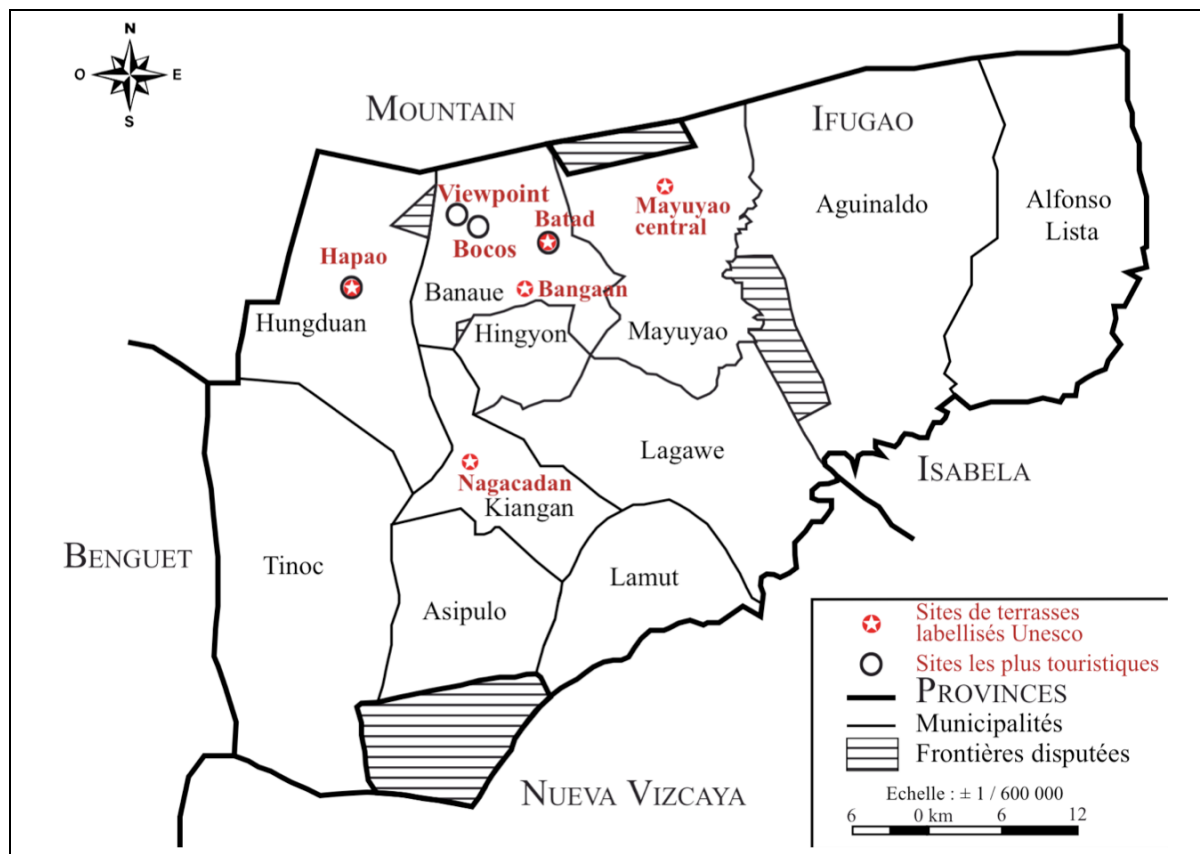 N
O
E
S
MOUNTAIN
IFUGAO
Viewpoint
Bocos
Batad
Mayuyao
central
Aguinaldo
Alfonso
Lista
Hapao
Banaue
Bangaan
Hungduan
Hingyon
Mayuyao
Lagawe
ISABELA
Nagacadan
Kiangan
BENGUET
Tinoc
Asipulo
Lamut
NUEVA VIZCAYA
Sites de terrasses
labellisés Unesco
Sites les plus touristiques
PROVINCES
Municipalités
Frontières disputées
Echelle : ± 1 / 600 000
6 0 km 6 12